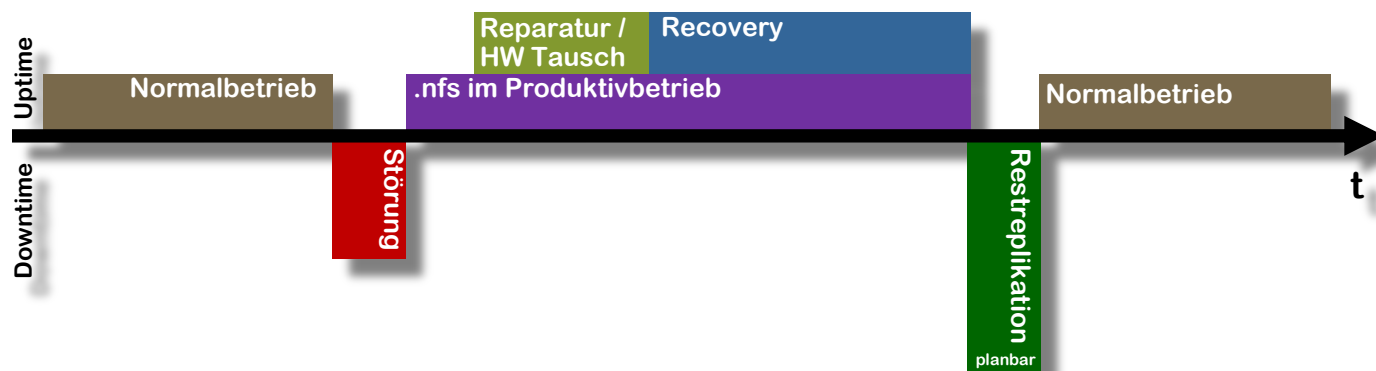 Uptime
Downtime
Reparatur /
HW Tausch
Recovery
Normalbetrieb
.nfs im Produktivbetrieb
Normalbetrieb
Störung
Restreplikation
planbar
t